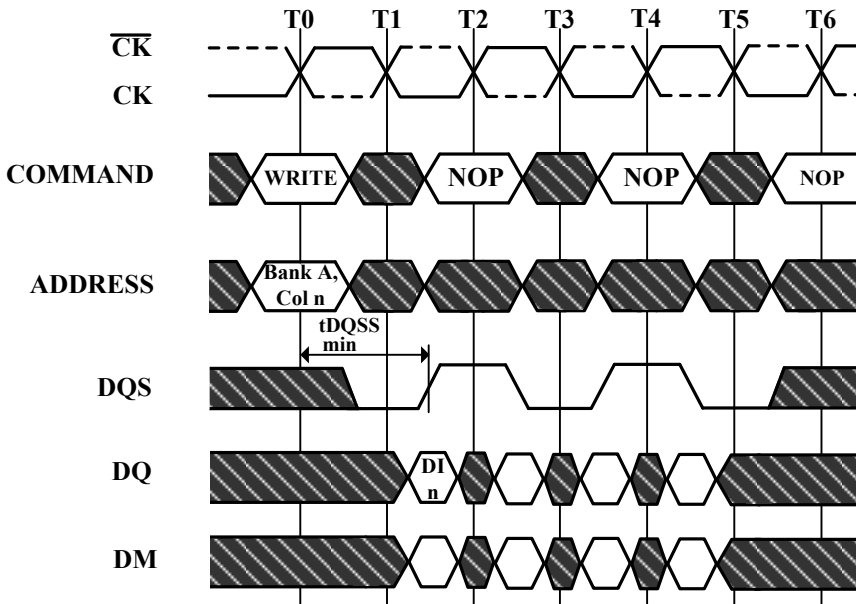 T0 T1 T2 T3 T4 T5 T6
CK
CK
COMMAND WRITE NOP NOP NOP
ADDRESS Bank A,
Col n
tDQSS
min
DQS
DQ DI
n
DM